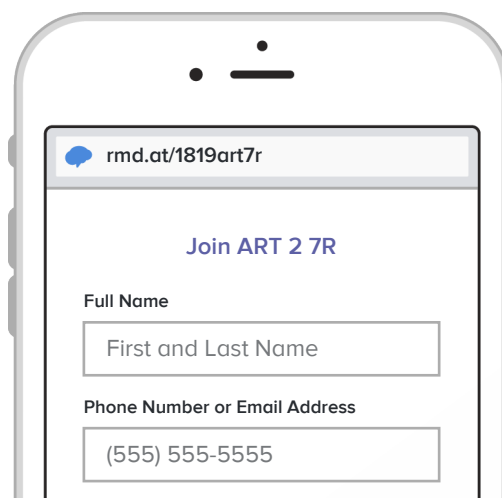 rmd.at/1819art7r
Join ART 2 7R
Full Name
First and Last Name
Phone Number or Email Address
(555) 555-5555